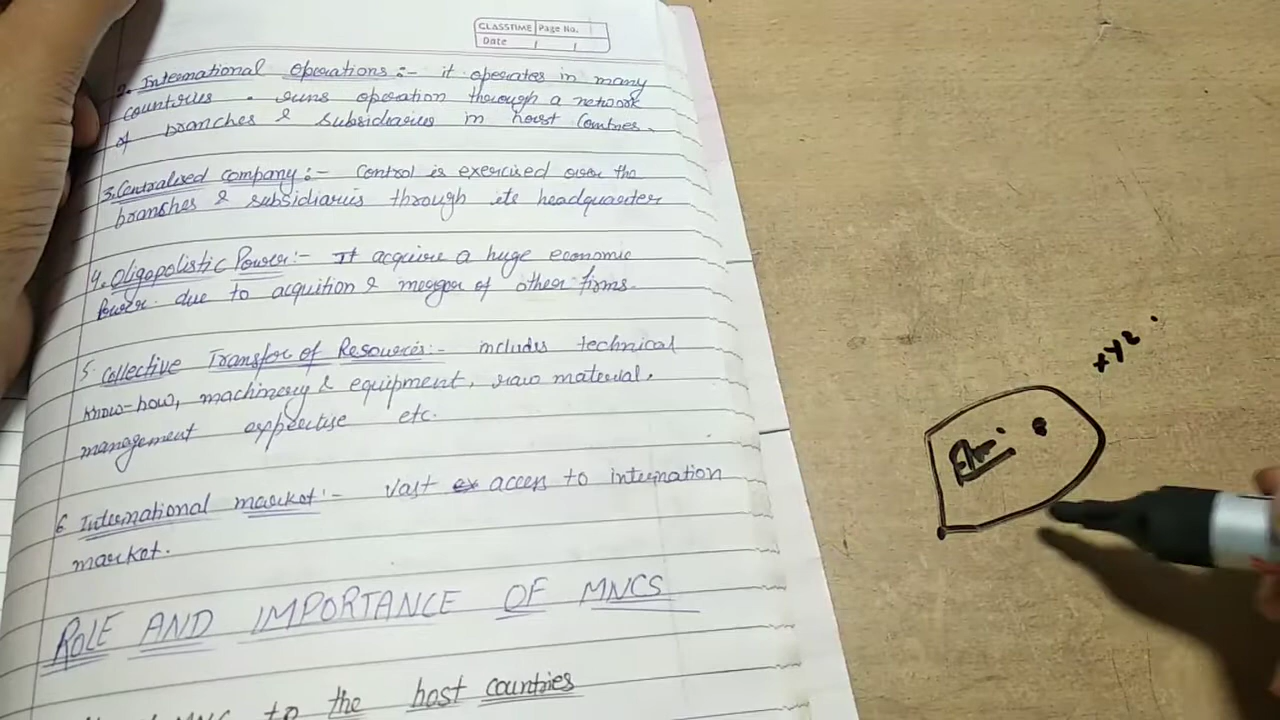 CLASSTIME Page No.
Date / /
2. International Operations :- it operates in many
countries . runs operation through a network
of branches & subsidiaries in host Countries.
3. Centralised company :- Control is exercised over the
branches & subsidiaries through its headquarter
4. Oligopolistic Power :- It acquire a huge economic
Power due to acquition & merger of other firms.
5. Collective Transfer of Resources :- includes technical
know-how, machinery & equipment, raw material,
management expertise etc.
6 International market :- Vast access to internation
market.
ROLE AND IMPORTANCE OF MNCS
to the host countries
XYZ